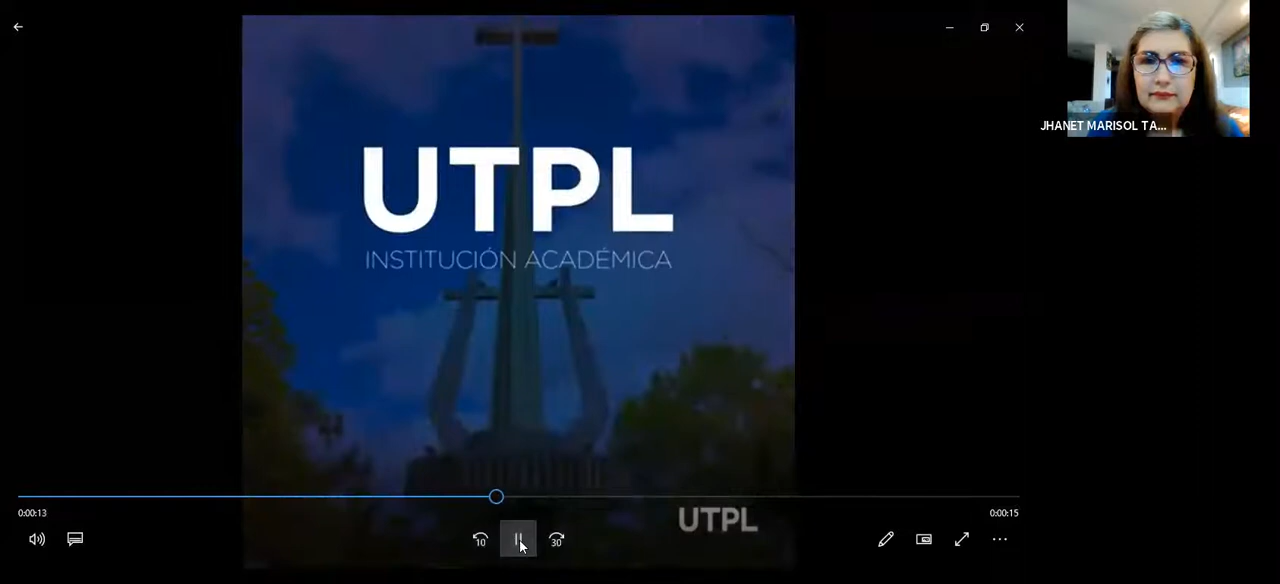 JHANET MARISOL TA...
UTPL
INSTITUCIÓN ACADÉMICA
0:00:13
0:00:15
UTPL
10
30